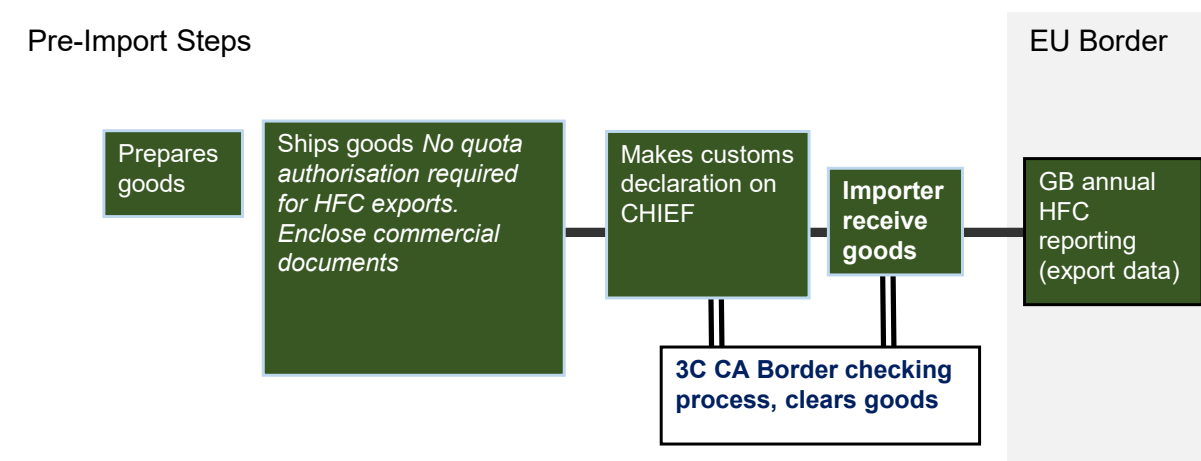 Pre-Import Steps
EU Border
Prepares
goods
Ships goods No quota
authorisation required
for HFC exports.
Enclose commercial
documents
Makes customs
declaration on
CHIEF
Importer
receive
goods
GB annual
HFC
reporting
(export data)
3C CA Border checking
process, clears goods